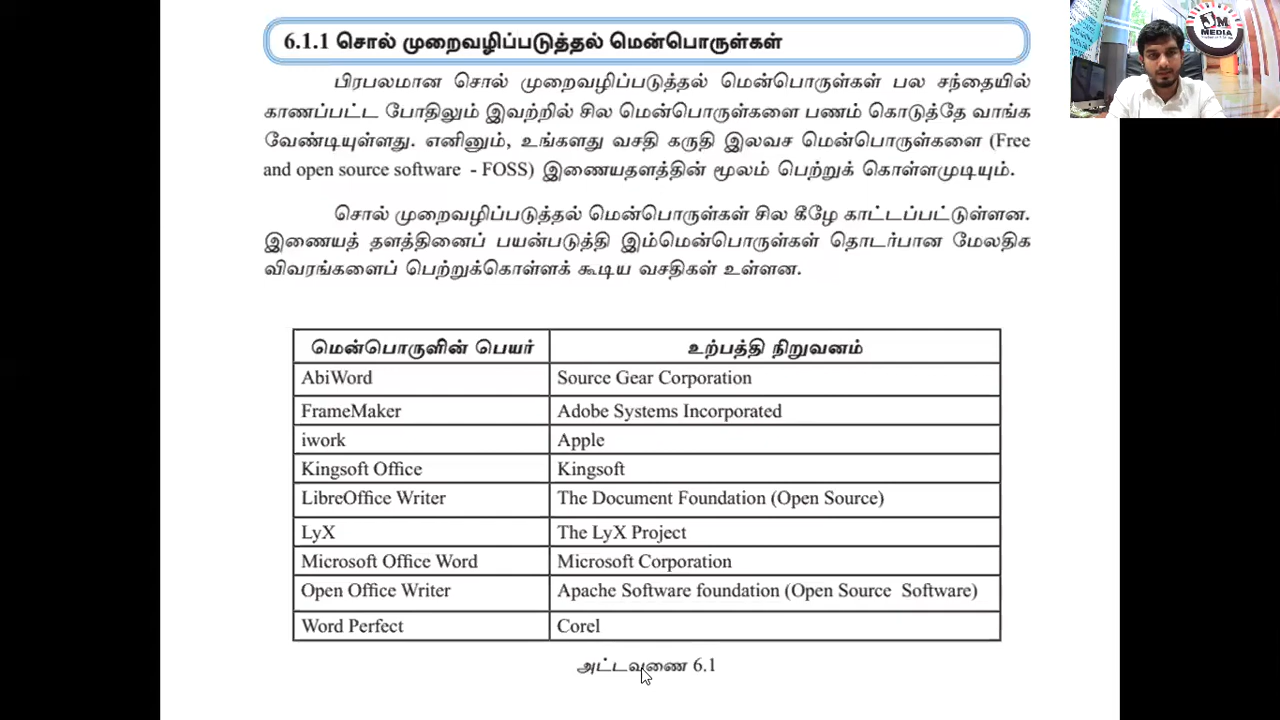 6.1.1 சொல் முறைவழிப்படுத்தல் மென்பொருள்கள்
பிரபலமான சொல் முறைவழிப்படுத்தல் மென்பொருள்கள் பல சந்தையில்
காணப்பட்ட போதிலும் இவற்றில் சில மென்பொருள்களை பணம் கொடுத்தே வாங்க
வேண்டியுள்ளது. எனினும், உங்களது வசதி கருதி இலவச மென்பொருள்களை (Free
and open source software - FOSS) இணையதளத்தின் மூலம் பெற்றுக் கொள்ளமுடியும்.
சொல் முறைவழிப்படுத்தல் மென்பொருள்கள் சில கீழே காட்டப்பட்டுள்ளன.
இணையத் தளத்தினைப் பயன்படுத்தி இம்மென்பொருள்கள் தொடர்பான மேலதிக
விவரங்களைப் பெற்றுக்கொள்ளக் கூடிய வசதிகள் உள்ளன.
மென்பொருளின் பெயர் உற்பத்தி நிறுவனம்
AbiWord Source Gear Corporation
FrameMaker Adobe Systems Incorporated
iwork Apple
Kingsoft Office Kingsoft
LibreOffice Writer The Document Foundation (Open Source)
LyX The LyX Project
Microsoft Office Word Microsoft Corporation
Open Office Writer Apache Software foundation (Open Source Software)
Word Perfect Corel
அட்டவணை 6.1
JM
MEDIA